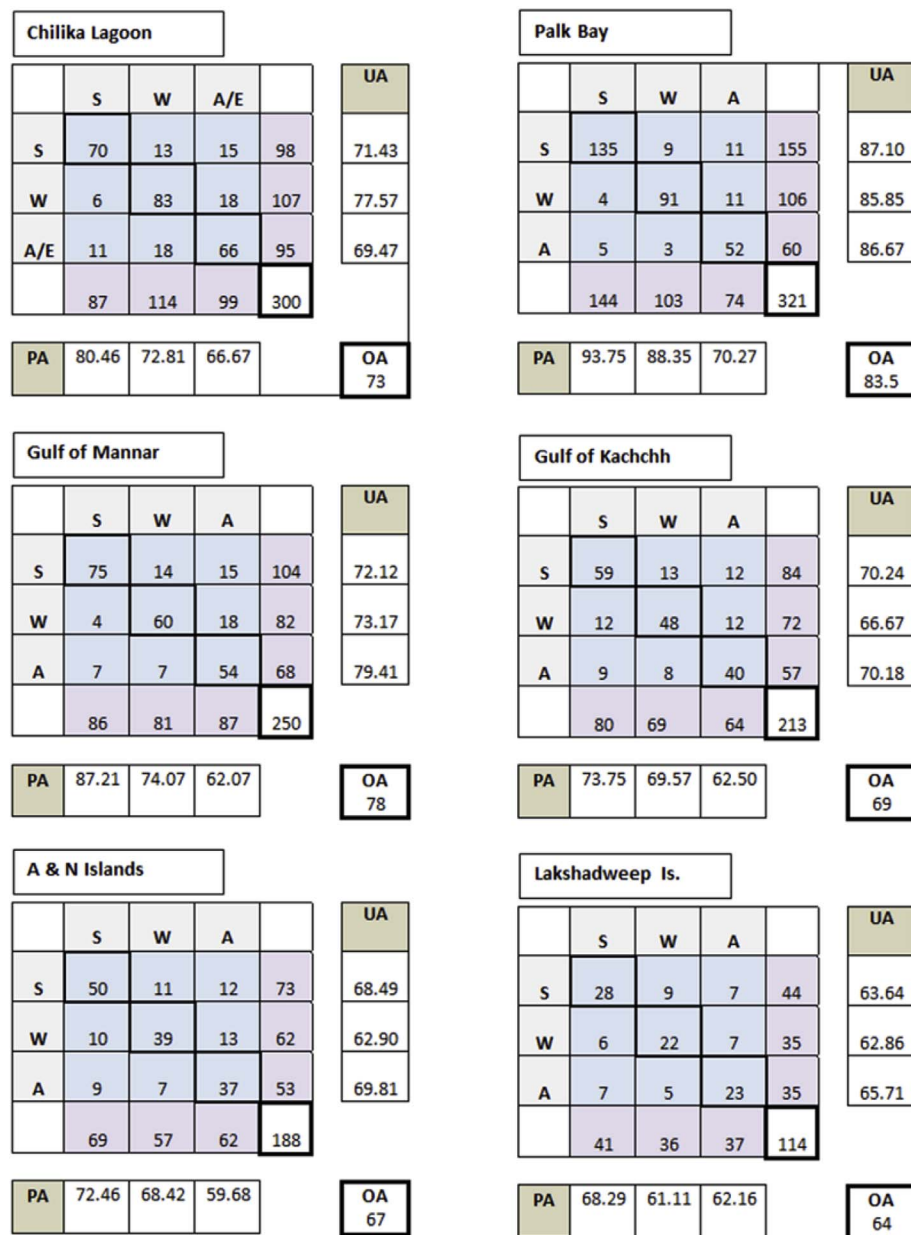 Chilika Lagoon
UA
S W A/E
S 70 13 15 98 71.43
W 6 83 18 107 77.57
A/E 11 18 66 95 69.47
87 114 99 300
PA 80.46 72.81 66.67 OA
73
Palk Bay
UA
S W A
S 135 9 11 155 87.10
W 4 91 11 106 85.85
A 5 3 52 60 86.67
144 103 74 321
PA 93.75 88.35 70.27 OA
83.5
Gulf of Mannar
UA
S W A
S 75 14 15 104 72.12
W 4 60 18 82 73.17
A 7 7 54 68 79.41
86 81 87 250
PA 87.21 74.07 62.07 OA
78
Gulf of Kachchh
UA
S W A
S 59 13 12 84 70.24
W 12 48 12 72 66.67
A 9 8 40 57 70.18
80 69 64 213
PA 73.75 69.57 62.50 OA
69
A & N Islands
UA
S W A
S 50 11 12 73 68.49
W 10 39 13 62 62.90
A 9 7 37 53 69.81
69 57 62 188
PA 72.46 68.42 59.68 OA
67
Lakshadweep Is.
UA
S W A
S 28 9 7 44 63.64
W 6 22 7 35 62.86
A 7 5 23 35 65.71
41 36 37 114
PA 68.29 61.11 62.16 OA
64